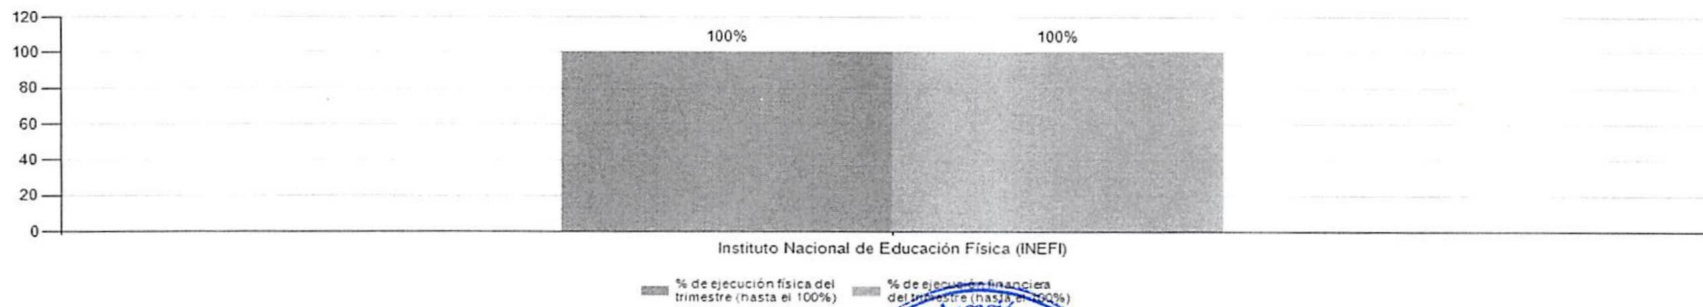 120
100
80
60
40
20
0
100%
100%
Instituto Nacional de Educación Física (INEFI)
% de ejecución física del
trimestre (hasta el 100%)
% de ejecución financiera
del trimestre (hasta el 100%)